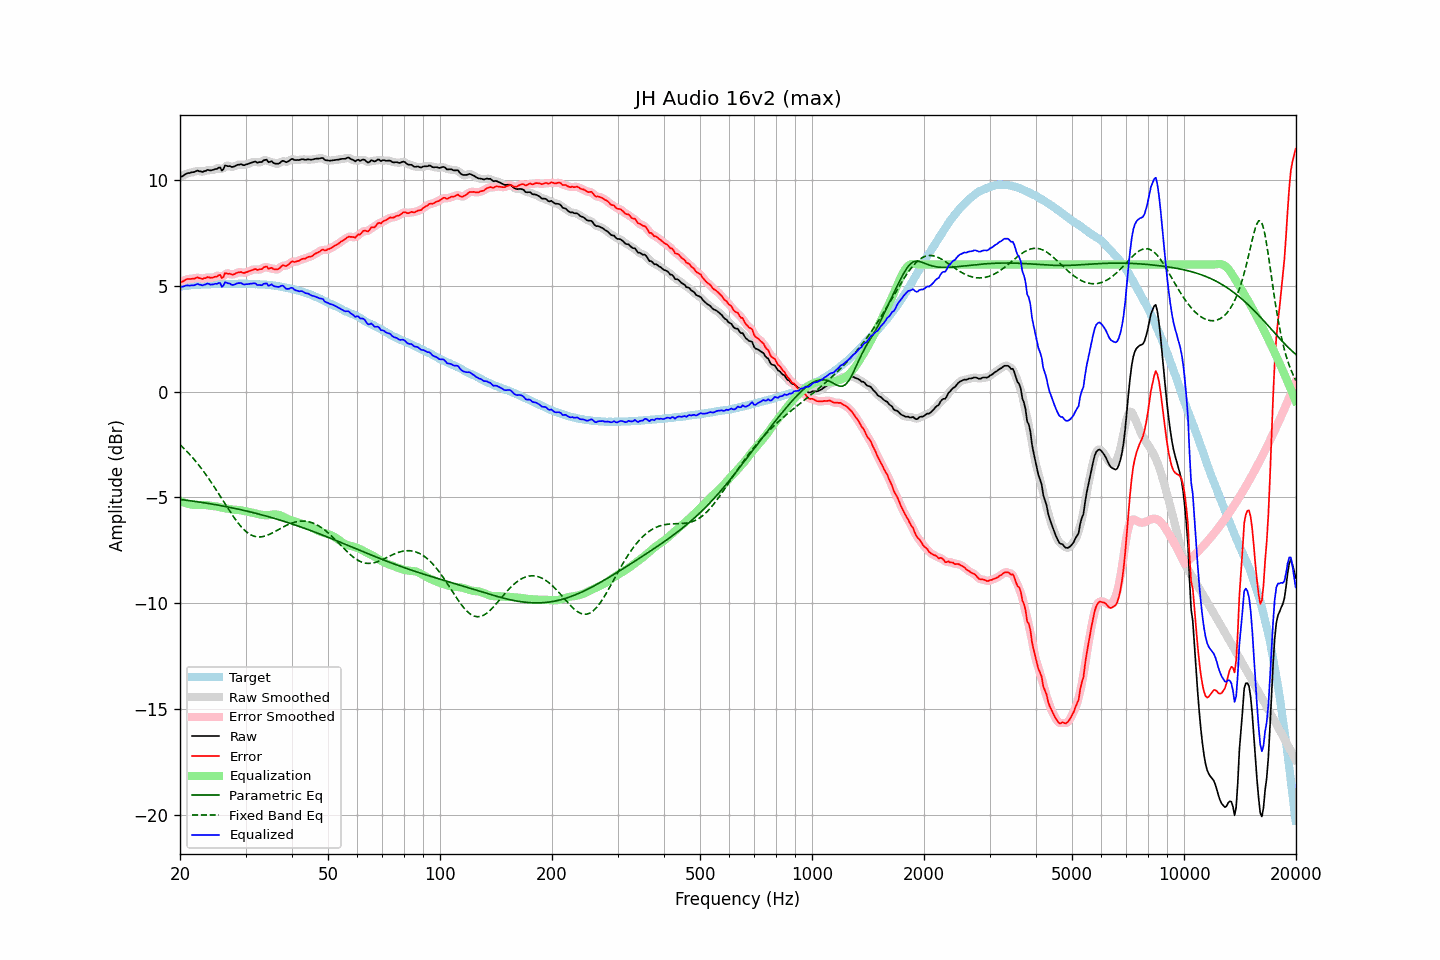 JH Audio 16v2 (max)
Amplitude (dBr)
10
5
0
−5
−10
−15
−20
Target
Raw Smoothed
Error Smoothed
Raw
Error
Equalization
Parametric Eq
Fixed Band Eq
Equalized
20 50 100 200 500 1000 2000 5000 10000 20000
Frequency (Hz)